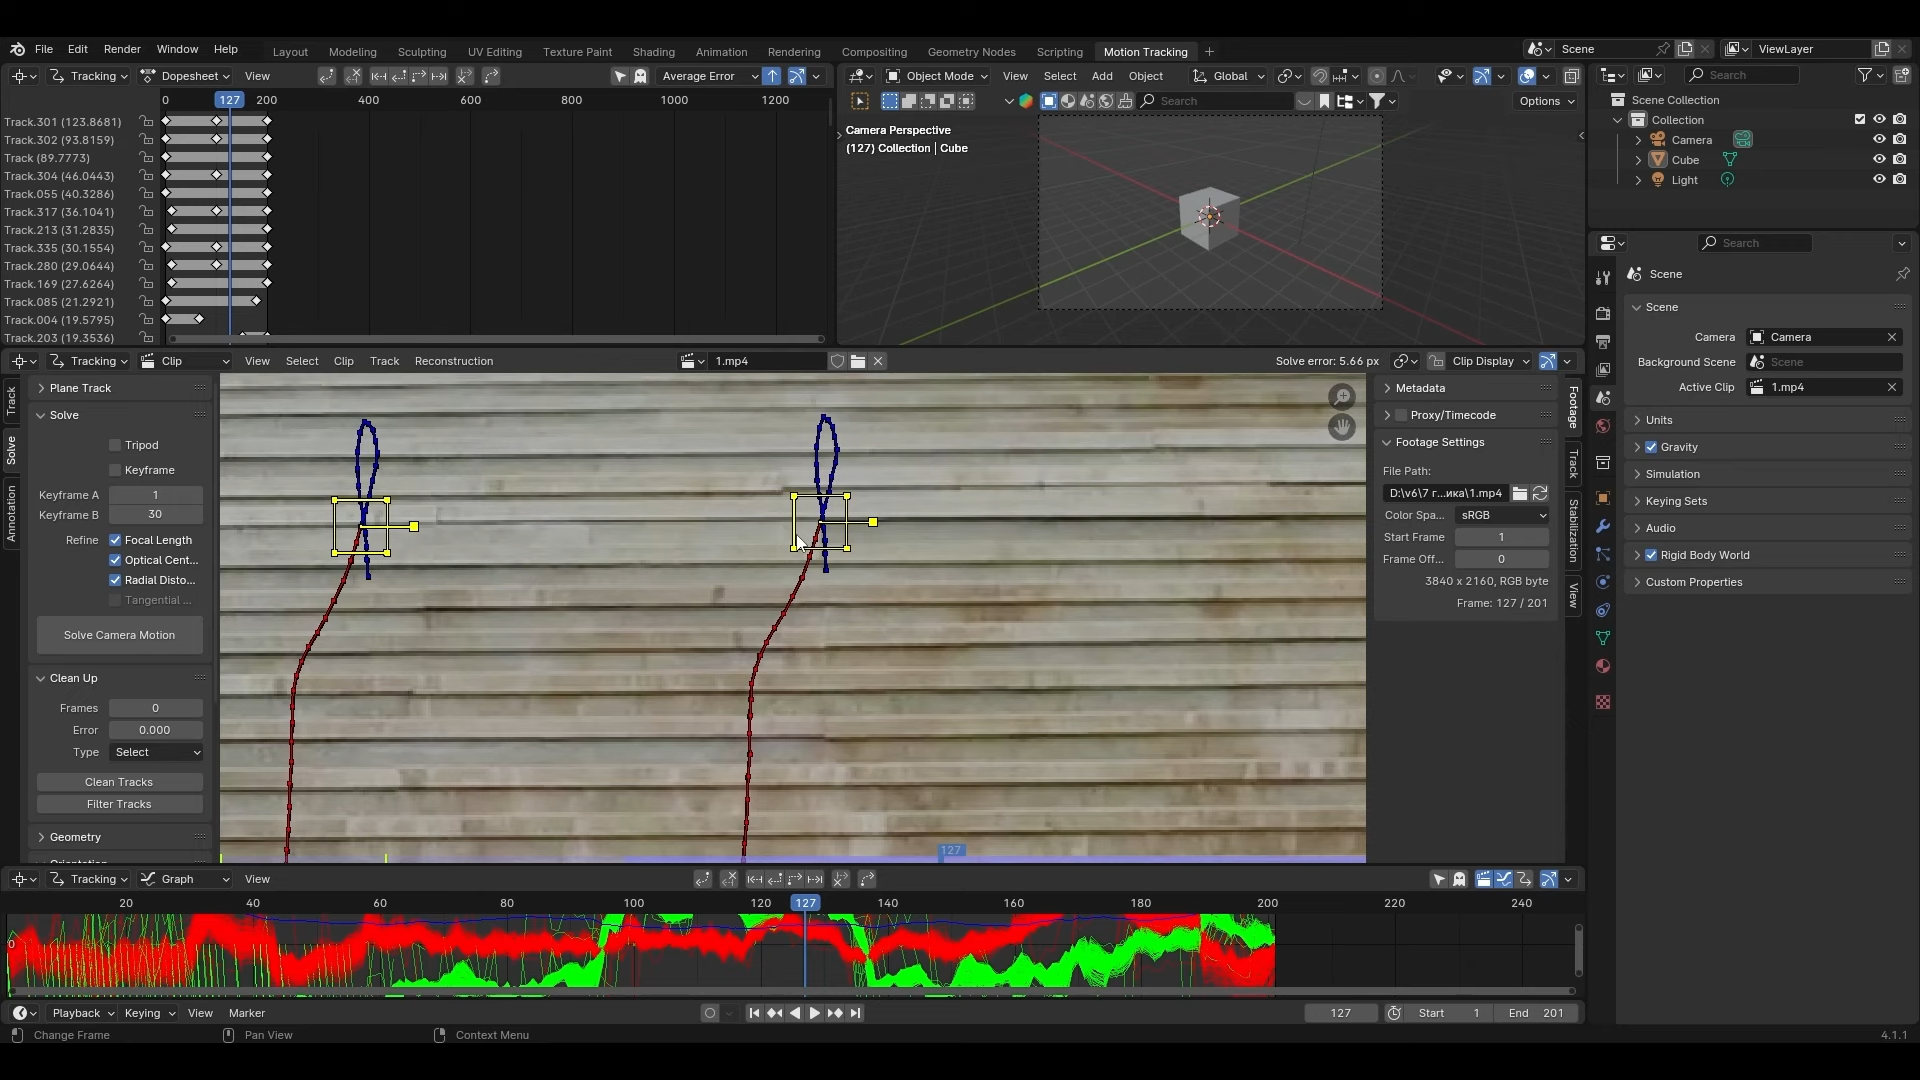 File Edit Render Window Help Layout Modeling Sculpting UV Editing Texture Paint Shading Animation Rendering Compositing Geometry Nodes Scripting Motion Tracking Scene ViewLayer
Tracking Dopesheet View Average Error
0 127 200 400 600 800 1000 1200
Track.301 (123.8681)
Track.302 (93.8159)
Track (89.7773)
Track.304 (46.0443)
Track.055 (40.3286)
Track.317 (36.1041)
Track.213 (31.2835)
Track.335 (30.1554)
Track.280 (29.0644)
Track.169 (27.6264)
Track.085 (21.2921)
Track.004 (19.5795)
Track.203 (19.3536)
Object Mode View Select Add Object Global
Search Options
Camera Perspective
(127) Collection | Cube
Search
Scene Collection
Collection
Camera
Cube
Light
Tracking Clip View Select Clip Track Reconstruction 1.mp4 Solve error: 5.66 px Clip Display
Track
Solve
Annotation
Plane Track
Solve
Tripod
Keyframe
Keyframe A 1
Keyframe B 30
Refine Focal Length
Optical Cent...
Radial Disto...
Tangential ...
Solve Camera Motion
Clean Up
Frames 0
Error 0.000
Type Select
Clean Tracks
Filter Tracks
Geometry
127
Metadata
Proxy/Timecode
Footage Settings
File Path:
D:\v6\7 г...ика\1.mp4
Color Spa... sRGB
Start Frame 1
Frame Off... 0
3840 x 2160, RGB byte
Frame: 127 / 201
Footage
Track
Stabilization
View
Search
Scene
Scene
Camera Camera
Background Scene Scene
Active Clip 1.mp4
Units
Gravity
Simulation
Keying Sets
Audio
Rigid Body World
Custom Properties
Tracking Graph View
20 40 60 80 100 120 127 140 160 180 200 220 240
0
Playback Keying View Marker 127 Start 1 End 201
Change Frame Pan View Context Menu 4.1.1